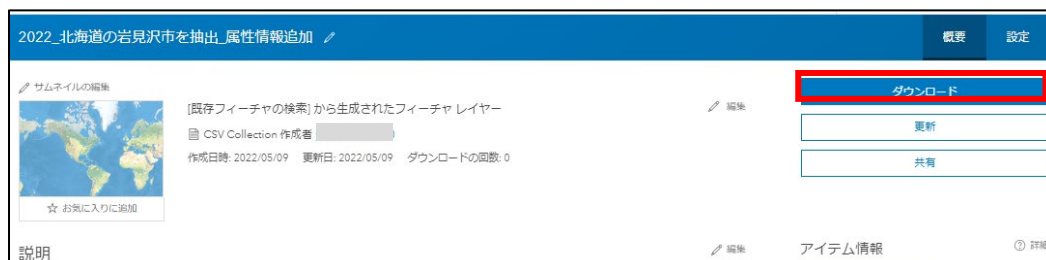 2022_北海道の岩見沢市を抽出_属性情報追加
概要
設定
サムネイルの編集
[既存フィーチャの検索] から生成されたフィーチャ レイヤー
編集
CSV Collection 作成者
作成日時: 2022/05/09 更新日: 2022/05/09 ダウンロードの回数: 0
お気に入りに追加
ダウンロード
更新
共有
説明
編集
アイテム情報
詳細